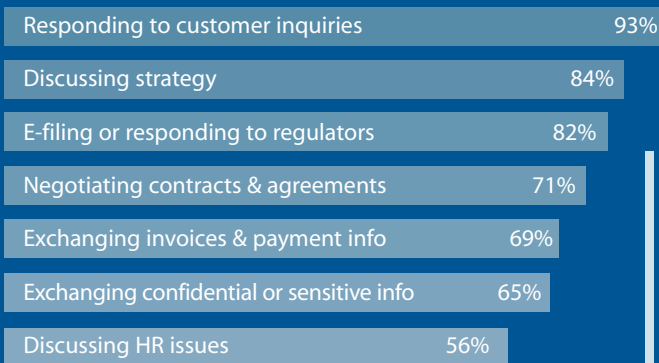 Responding to customer inquiries 93%
Discussing strategy 84%
E-filing or responding to regulators 82%
Negotiating contracts & agreements 71%
Exchanging invoices & payment info 69%
Exchanging confidential or sensitive info 65%
Discussing HR issues 56%